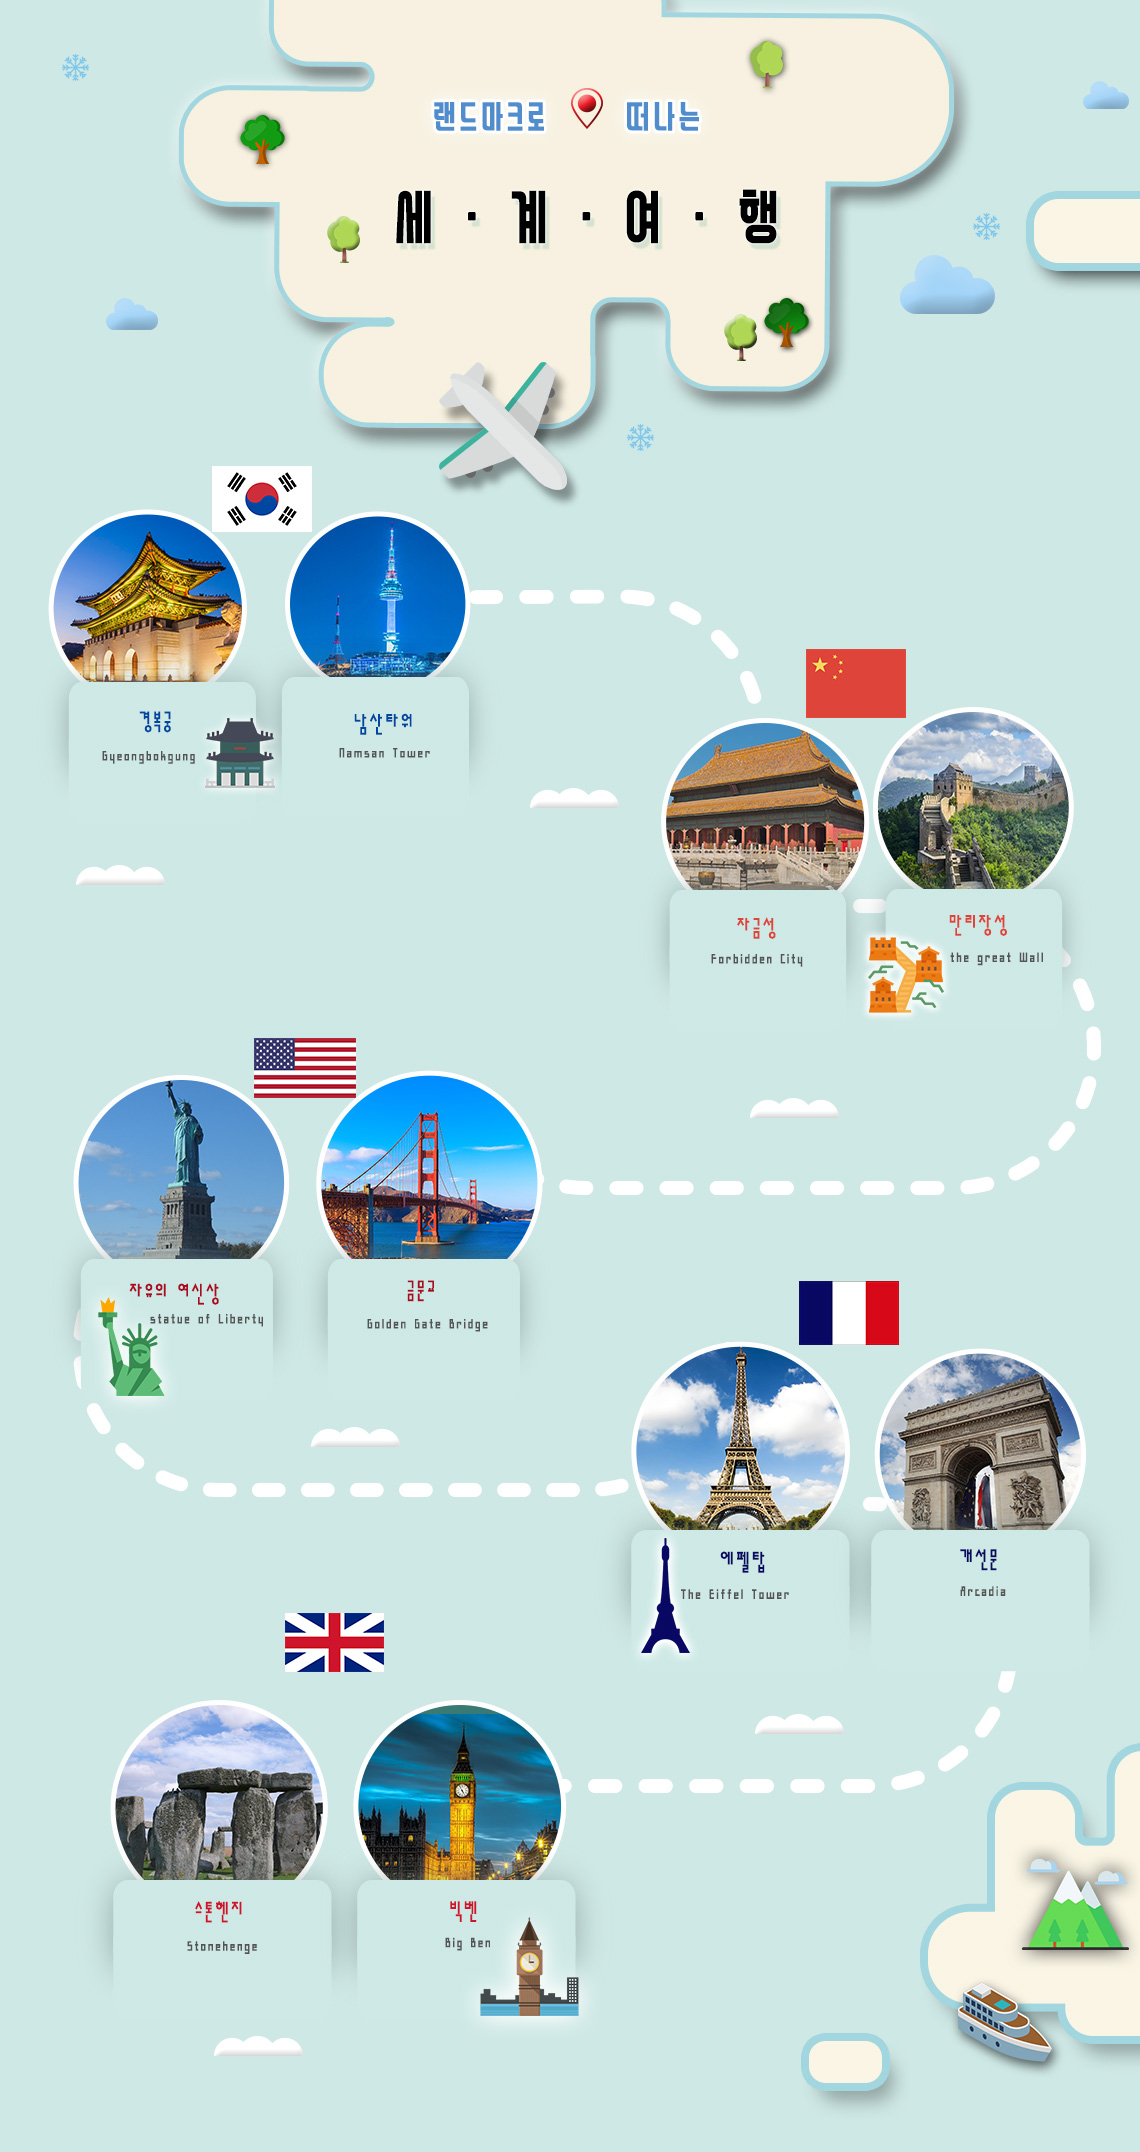 랜드마크로 떠나는
세·계·여·행
경복궁
Gyeongbokgung
남산타워
Namsan Tower
자금성
Forbidden City
만리장성
the great Wall
자유의 여신상
statue of Liberty
금문교
Golden Gate Bridge
에펠탑
The Eiffel Tower
개선문
Arcadia
스톤헨지
Stonehenge
빅벤
Big Ben